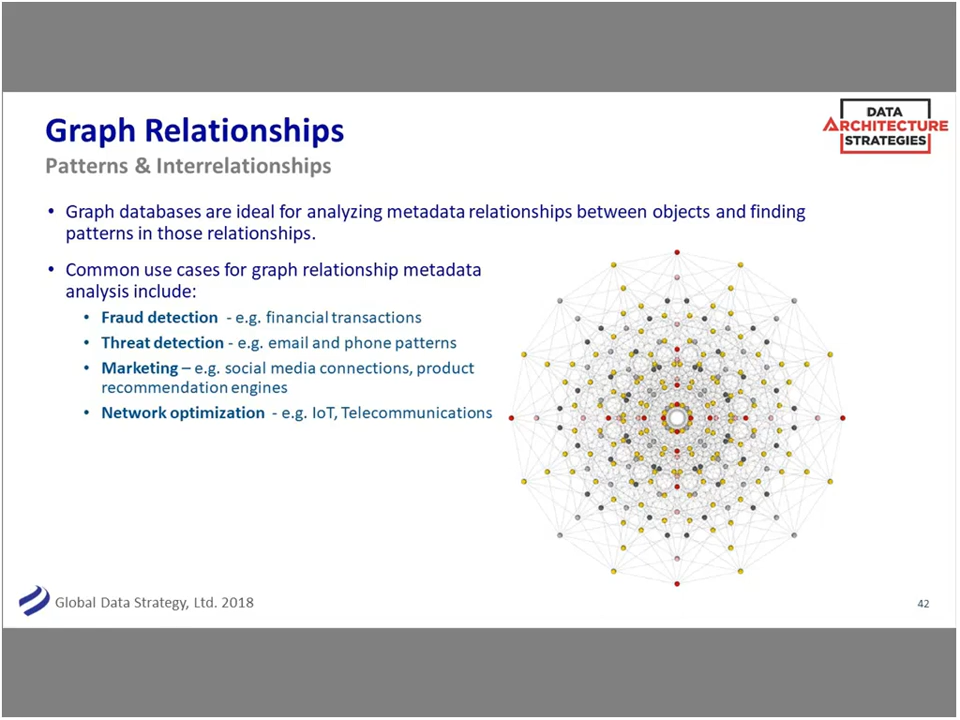 Graph Relationships
Patterns & Interrelationships
DATA
ARCHITECTURE
STRATEGIES
• Graph databases are ideal for analyzing metadata relationships between objects and finding
patterns in those relationships.
• Common use cases for graph relationship metadata
analysis include:
• Fraud detection - e.g. financial transactions
• Threat detection - e.g. email and phone patterns
• Marketing – e.g. social media connections, product
recommendation engines
• Network optimization - e.g. IoT, Telecommunications
Global Data Strategy, Ltd. 2018
42